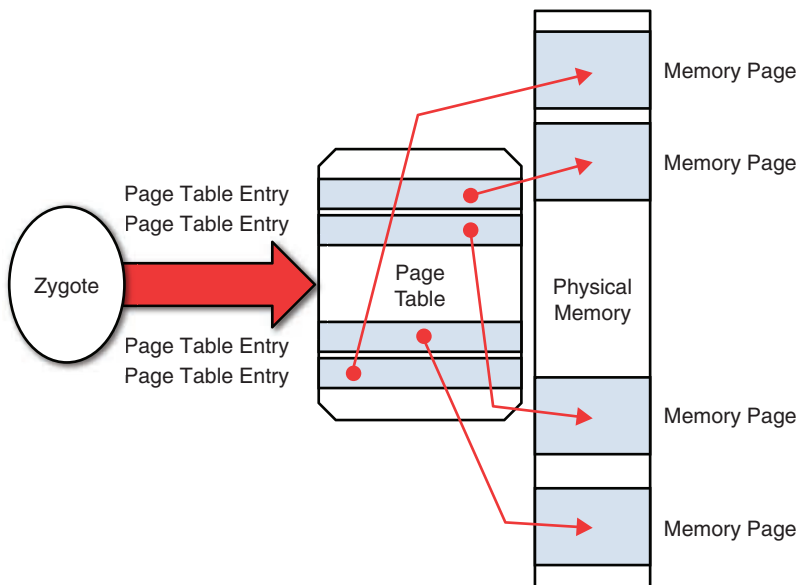 Memory Page
Memory Page
Page Table Entry
Page Table Entry
Zygote
Page
Table
Physical
Memory
Page Table Entry
Page Table Entry
Memory Page
Memory Page